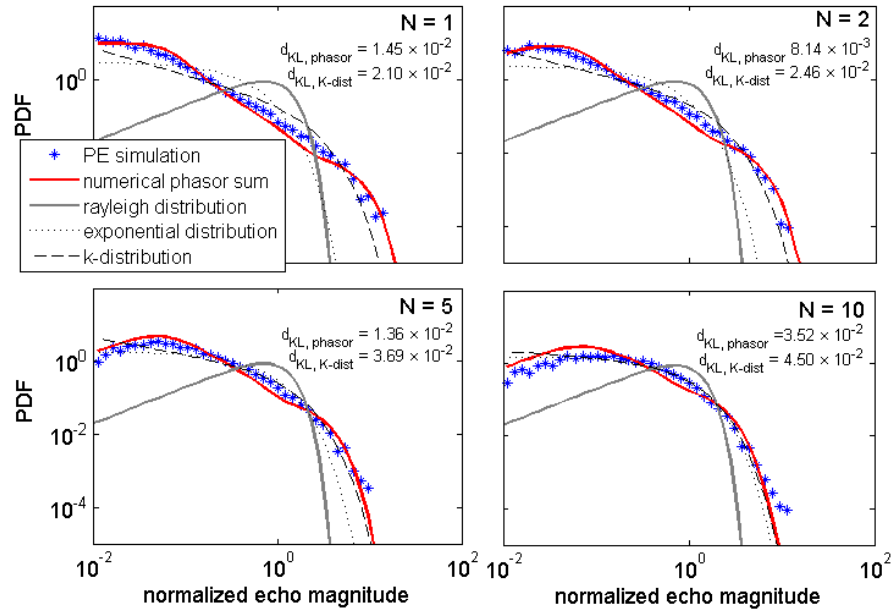 N = 1
d_KL, phasor = 1.45 × 10^-2
d_KL, K-dist = 2.10 × 10^-2
10^0
PDF
PE simulation
numerical phasor sum
rayleigh distribution
exponential distribution
k-distribution
N = 2
d_KL, phasor = 8.14 × 10^-3
d_KL, K-dist = 2.46 × 10^-2
N = 5
d_KL, phasor = 1.36 × 10^-2
d_KL, K-dist = 3.69 × 10^-2
10^0
10^-2
10^-4
PDF
10^-2
10^0
10^2
normalized echo magnitude
N = 10
d_KL, phasor =3.52 × 10^-2
d_KL, K-dist = 4.50 × 10^-2
10^-2
10^0
10^2
normalized echo magnitude